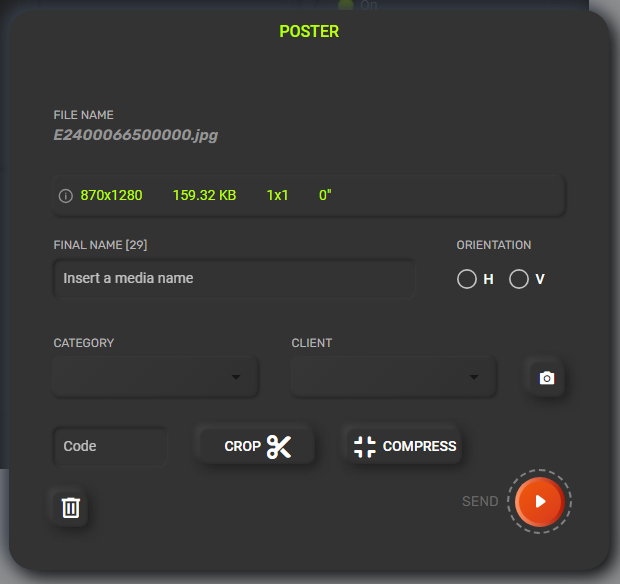 On
POSTER
FILE NAME
E2400066500000.jpg
870x1280 159.32 KB 1x1 0"
FINAL NAME [29] ORIENTATION
Insert a media name H V
CATEGORY CLIENT
Code CROP COMPRESS
SEND